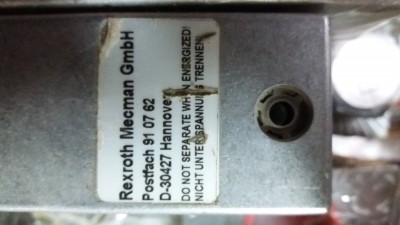 Rexroth Mecman GmbH
Postfach 91 07 62
D-30427 Hannover
DO NOT SEPARATE WHEN ENERGIZED!
NICHT UNTER SPANNUNG TRENNEN